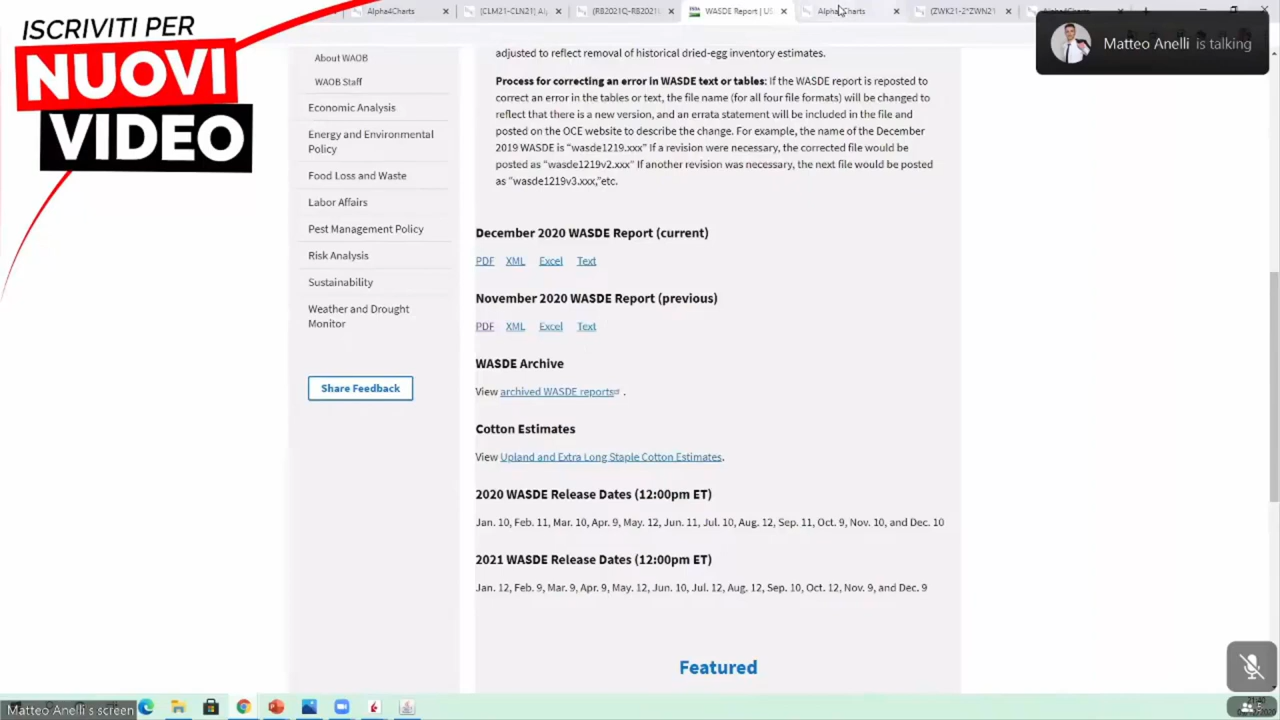 ISCRIVITI PER
NUOVI
VIDEO
Alpha4Charts
(CLM21-CLN21) Al
(RB2021Q-RB2021
WASDE Report | US
Alpha4Charts
(ZWK21-2*ZWN21
Alpha4Charts
Matteo Anelli is talking
About WAOB
WAOB Staff
Economic Analysis
Energy and Environmental
Policy
Food Loss and Waste
Labor Affairs
Pest Management Policy
Risk Analysis
Sustainability
Weather and Drought
Monitor
Share Feedback
adjusted to reflect removal of historical dried-egg inventory estimates.
Process for correcting an error in WASDE text or tables: If the WASDE report is reposted to
correct an error in the tables or text, the file name (for all four file formats) will be changed to
reflect that there is a new version, and an errata statement will be included in the file and
posted on the OCE website to describe the change. For example, the name of the December
2019 WASDE is “wasde1219.xxx” If a revision were necessary, the corrected file would be
posted as “wasde1219v2.xxx” If another revision was necessary, the next file would be posted
as “wasde1219v3.xxx,”etc.
December 2020 WASDE Report (current)
PDF XML Excel Text
November 2020 WASDE Report (previous)
PDF XML Excel Text
WASDE Archive
View archived WASDE reports .
Cotton Estimates
View Upland and Extra Long Staple Cotton Estimates.
2020 WASDE Release Dates (12:00pm ET)
Jan. 10, Feb. 11, Mar. 10, Apr. 9, May. 12, Jun. 11, Jul. 10, Aug. 12, Sep. 11, Oct. 9, Nov. 10, and Dec. 10
2021 WASDE Release Dates (12:00pm ET)
Jan. 12, Feb. 9, Mar. 9, Apr. 9, May. 12, Jun. 10, Jul. 12, Aug. 12, Sep. 10, Oct. 12, Nov. 9, and Dec. 9
Featured
Matteo Anelli's screen